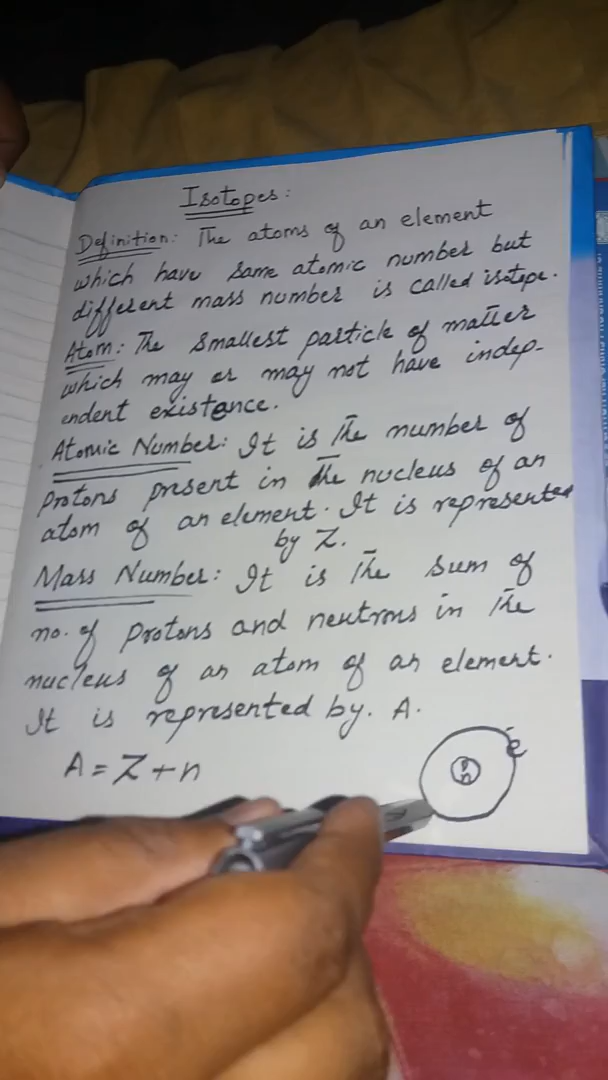 Isotopes:
Definition: The atoms of an element
which have same atomic number but
different mass number is called isotope.
Atom: The smallest particle of matter
which may or may not have indep-
endent existence.
Atomic Number: It is the number of
protons present in the nucleus of an
atom of an element. It is represented
by Z.
Mass Number: It is the sum of
no. of protons and neutrons in the
nucleus of an atom of an element.
It is represented by. A.
A = Z + n
e
n